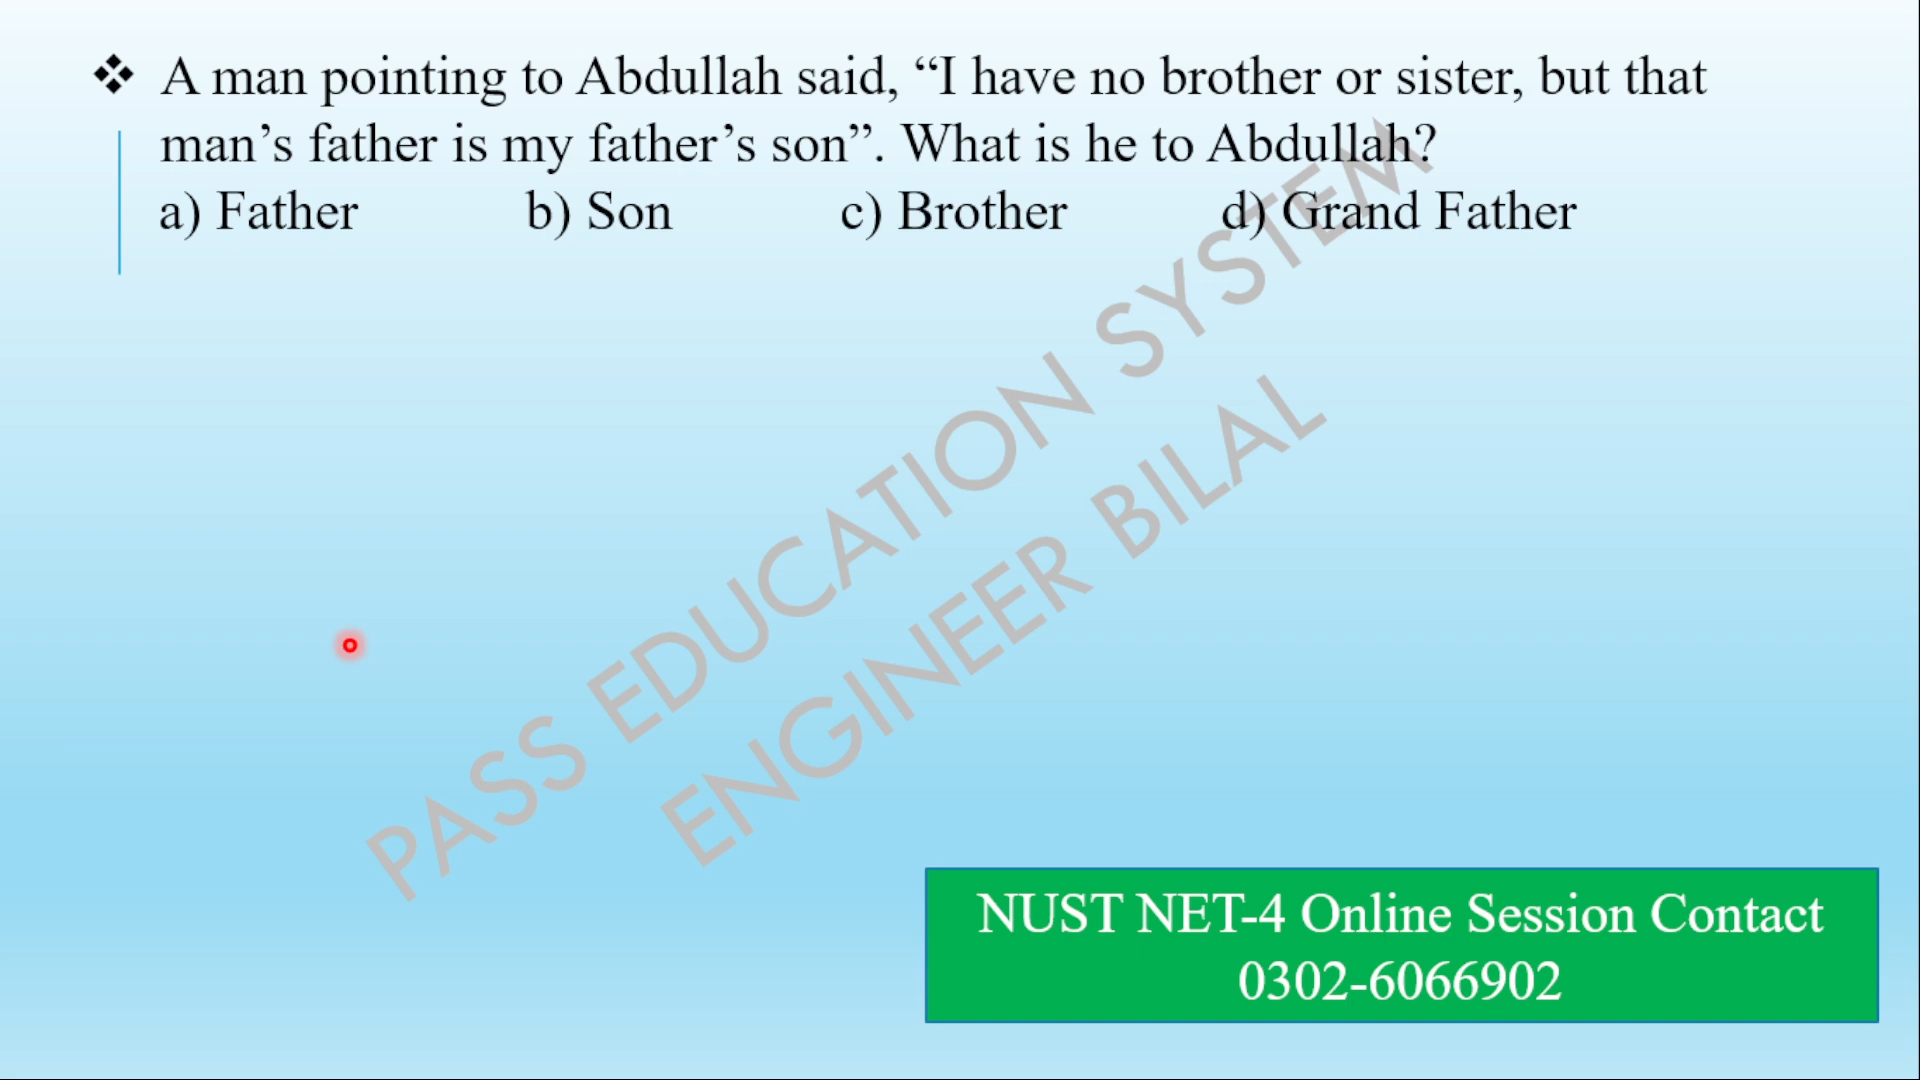 ❖ A man pointing to Abdullah said, “I have no brother or sister, but that
man’s father is my father’s son”. What is he to Abdullah?
a) Father b) Son c) Brother d) Grand Father
PASS EDUCATION SYSTEM
ENGINEER BILAL
NUST NET-4 Online Session Contact
0302-6066902